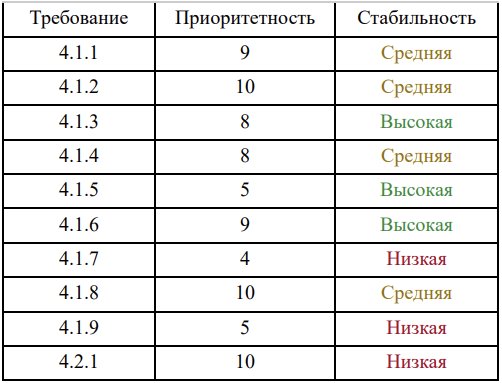 Требование Приоритетность Стабильность
4.1.1 9 Средняя
4.1.2 10 Средняя
4.1.3 8 Высокая
4.1.4 8 Средняя
4.1.5 5 Высокая
4.1.6 9 Высокая
4.1.7 4 Низкая
4.1.8 10 Средняя
4.1.9 5 Низкая
4.2.1 10 Низкая